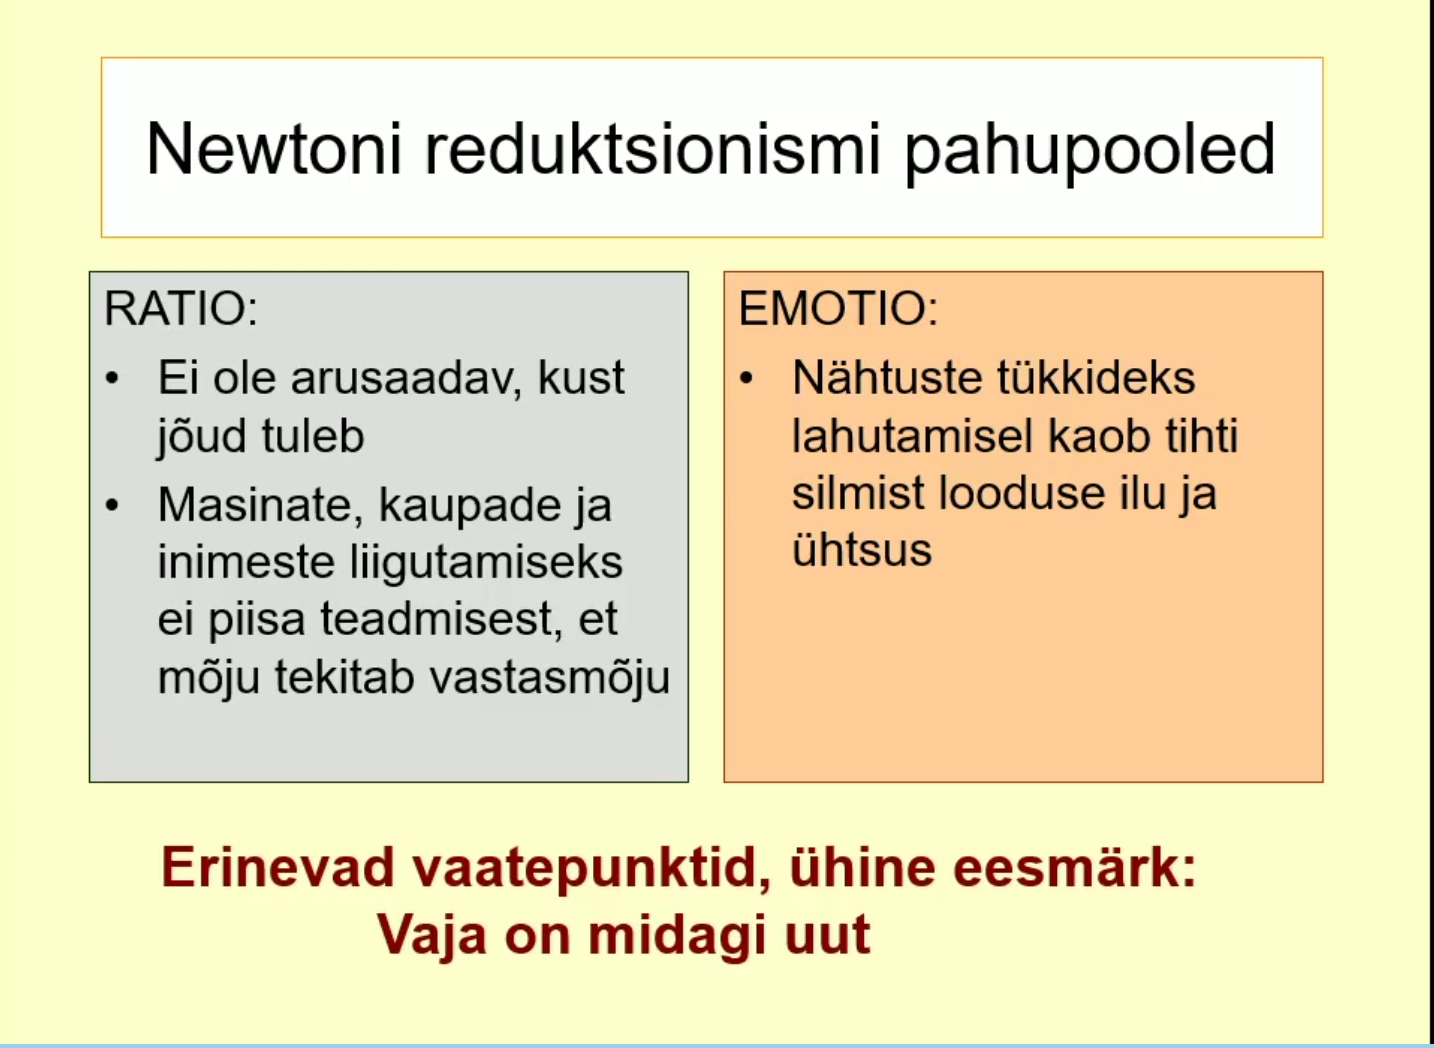 Newtoni reduktsionismi pahupooled
RATIO:
• Ei ole arusaadav, kust
jõud tuleb
• Masinate, kaupade ja
inimeste liigutamiseks
ei piisa teadmisest, et
mõju tekitab vastasmõju
EMOTIO:
• Nähtuste tükkideks
lahutamisel kaob tihti
silmist looduse ilu ja
ühtsus
Erinevad vaatepunktid, ühine eesmärk:
Vaja on midagi uut